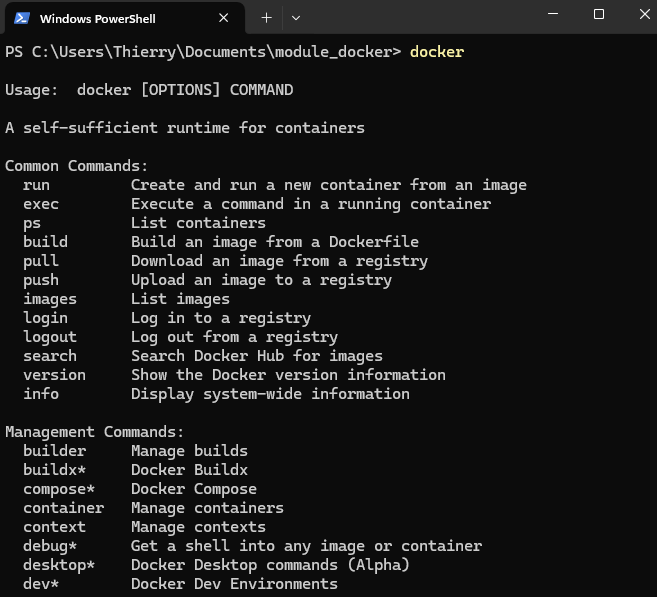 Windows PowerShell
PS C:\Users\Thierry\Documents\module_docker> docker
Usage:  docker [OPTIONS] COMMAND
A self-sufficient runtime for containers
Common Commands:
  run         Create and run a new container from an image
  exec        Execute a command in a running container
  ps          List containers
  build       Build an image from a Dockerfile
  pull        Download an image from a registry
  push        Upload an image to a registry
  images      List images
  login       Log in to a registry
  logout      Log out from a registry
  search      Search Docker Hub for images
  version     Show the Docker version information
  info        Display system-wide information
Management Commands:
  builder     Manage builds
  buildx*     Docker Buildx
  compose*    Docker Compose
  container   Manage containers
  context     Manage contexts
  debug*      Get a shell into any image or container
  desktop*    Docker Desktop commands (Alpha)
  dev*        Docker Dev Environments